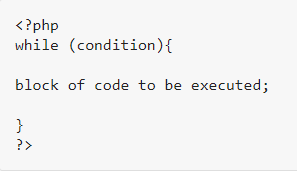 <?php
while (condition){
block of code to be executed;
}
?>